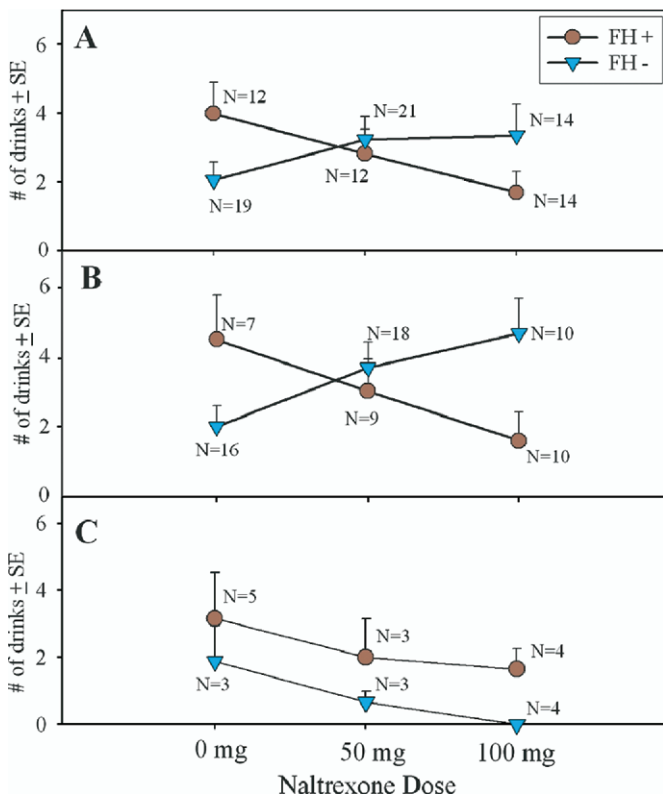 A
FH +
FH -
# of drinks ± SE
6
4
2
0
N=12
N=21
N=14
N=19
N=12
N=14
B
# of drinks ± SE
6
4
2
0
N=7
N=18
N=10
N=16
N=9
N=10
C
# of drinks ± SE
6
4
2
0
N=5
N=3
N=4
N=3
N=3
N=4
0 mg
50 mg
100 mg
Naltrexone Dose